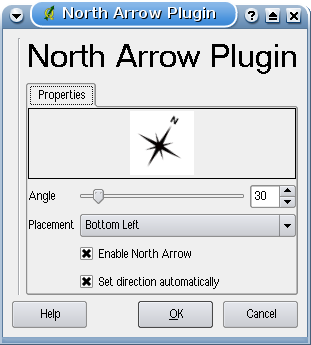 North Arrow Plugin
North Arrow Plugin
Properties
N
Angle 30
Placement Bottom Left
Enable North Arrow
Set direction automatically
Help OK Cancel